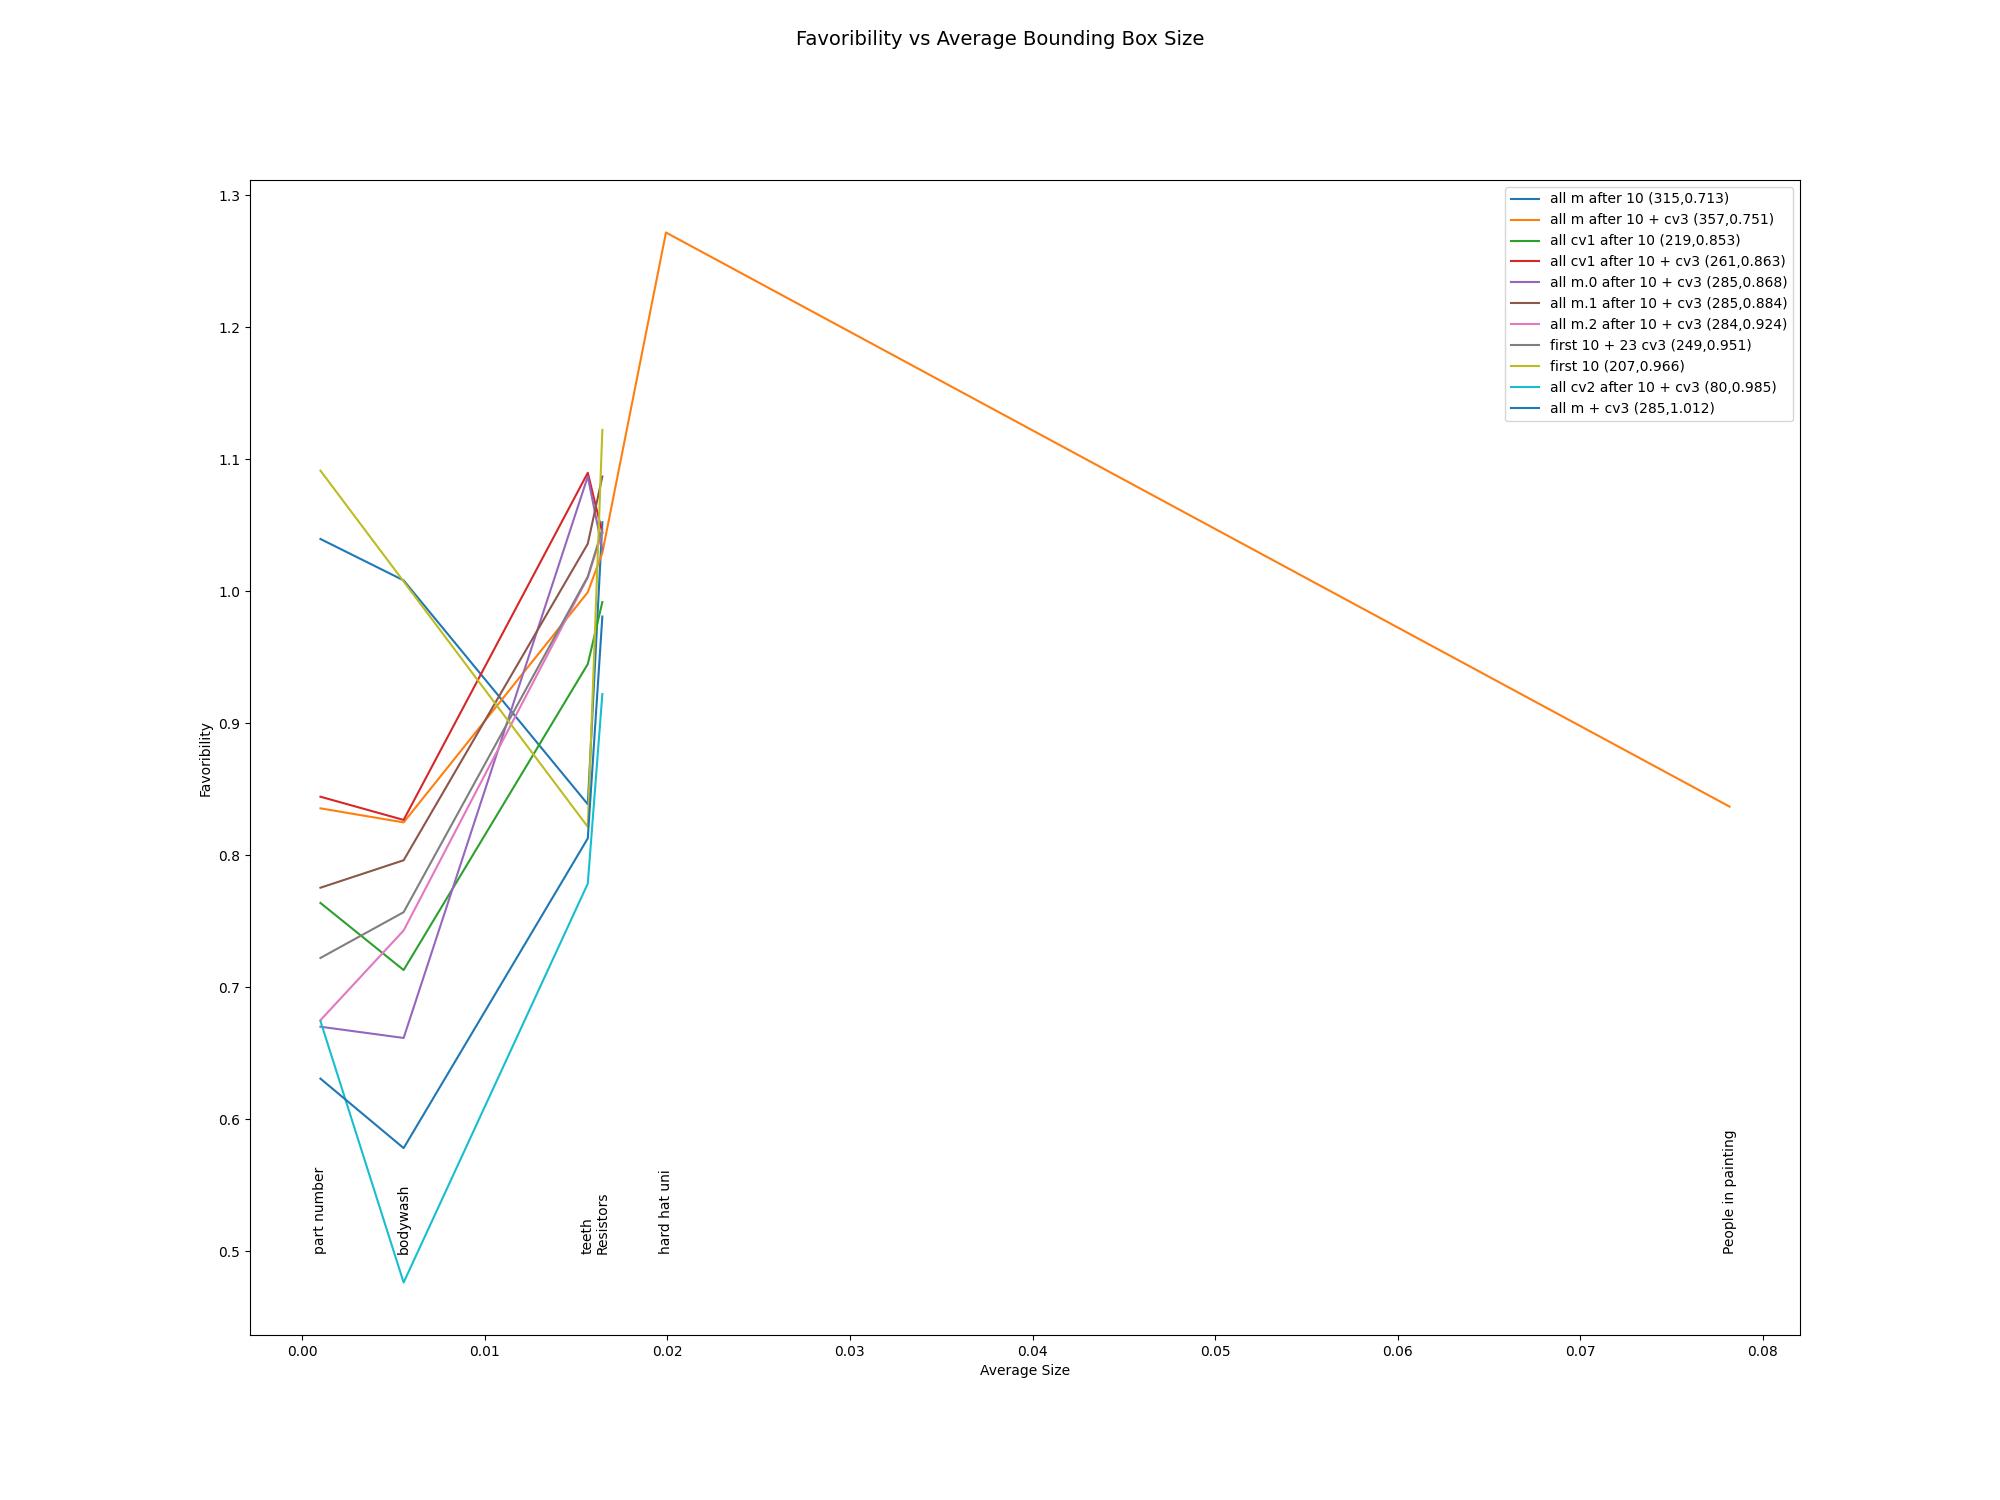 Favoribility vs Average Bounding Box Size
1.3
1.2
1.1
1.0
0.9
0.8
0.7
0.6
0.5
Favoribility
all m after 10 (315,0.713)
all m after 10 + cv3 (357,0.751)
all cv1 after 10 (219,0.853)
all cv1 after 10 + cv3 (261,0.863)
all m.0 after 10 + cv3 (285,0.868)
all m.1 after 10 + cv3 (285,0.884)
all m.2 after 10 + cv3 (284,0.924)
first 10 + 23 cv3 (249,0.951)
first 10 (207,0.966)
all cv2 after 10 + cv3 (80,0.985)
all m + cv3 (285,1.012)
part number
bodywash
teeth
Resistors
hard hat uni
People in painting
0.00 0.01 0.02 0.03 0.04 0.05 0.06 0.07 0.08
Average Size